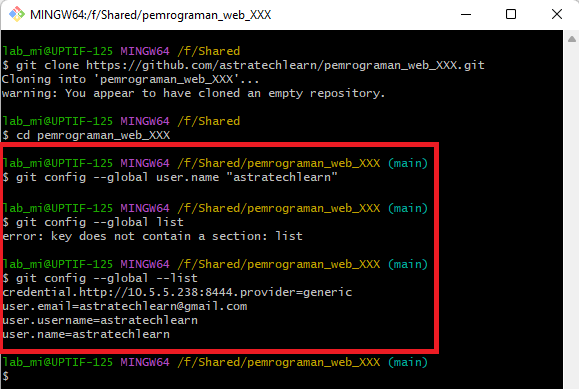 MINGW64:/f/Shared/pemrograman_web_XXX
lab_mi@UPTIF-125 MINGW64 /f/Shared
$ git clone https://github.com/astratechlearn/pemrograman_web_XXX.git
Cloning into 'pemrograman_web_XXX'...
warning: You appear to have cloned an empty repository.
lab_mi@UPTIF-125 MINGW64 /f/Shared
$ cd pemrograman_web_XXX
lab_mi@UPTIF-125 MINGW64 /f/Shared/pemrograman_web_XXX (main)
$ git config --global user.name "astratechlearn"
lab_mi@UPTIF-125 MINGW64 /f/Shared/pemrograman_web_XXX (main)
$ git config --global list
error: key does not contain a section: list
lab_mi@UPTIF-125 MINGW64 /f/Shared/pemrograman_web_XXX (main)
$ git config --global --list
credential.http://10.5.5.238:8444.provider=generic
user.email=astratechlearn@gmail.com
user.username=astratechlearn
user.name=astratechlearn
lab_mi@UPTIF-125 MINGW64 /f/Shared/pemrograman_web_XXX (main)
$